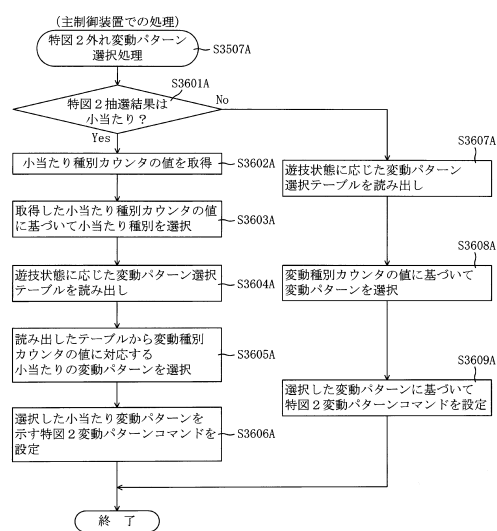 (主制御装置での処理)
特図2外れ変動パターン
選択処理
S3507A
S3601A
特図2抽選結果は
小当たり?
No
Yes
小当たり種別カウンタの値を取得
S3602A
取得した小当たり種別カウンタの値
に基づいて小当たり種別を選択
S3603A
遊技状態に応じた変動パターン選択
テーブルを読み出し
S3604A
読み出したテーブルから変動種別
カウンタの値に対応する
小当たりの変動パターンを選択
S3605A
選択した小当たり変動パターンを
示す特図2変動パターンコマンドを
設定
S3606A
S3607A
遊技状態に応じた変動パターン
選択テーブルを読み出し
S3608A
変動種別カウンタの値に基づいて
変動パターンを選択
S3609A
選択した変動パターンに基づいて
特図2変動パターンコマンドを設定
終 了